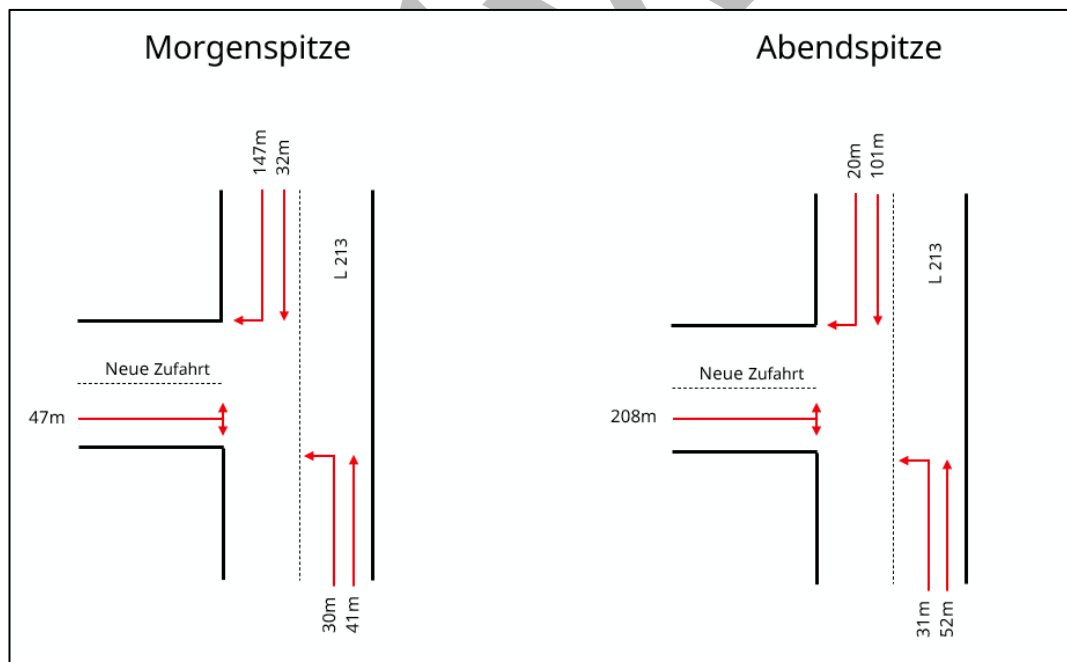 Morgenspitze
147m
32m
L 213
Neue Zufahrt
47m
30m
41m
Abendspitze
20m
101m
L 213
Neue Zufahrt
208m
31m
52m